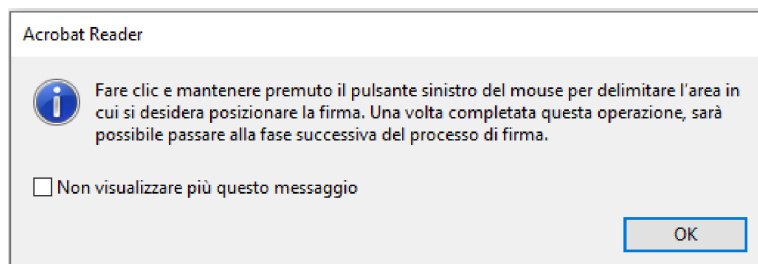 Acrobat Reader
Fare clic e mantenere premuto il pulsante sinistro del mouse per delimitare l'area in
cui si desidera posizionare la firma. Una volta completata questa operazione, sarà
possibile passare alla fase successiva del processo di firma.
Non visualizzare più questo messaggio
OK